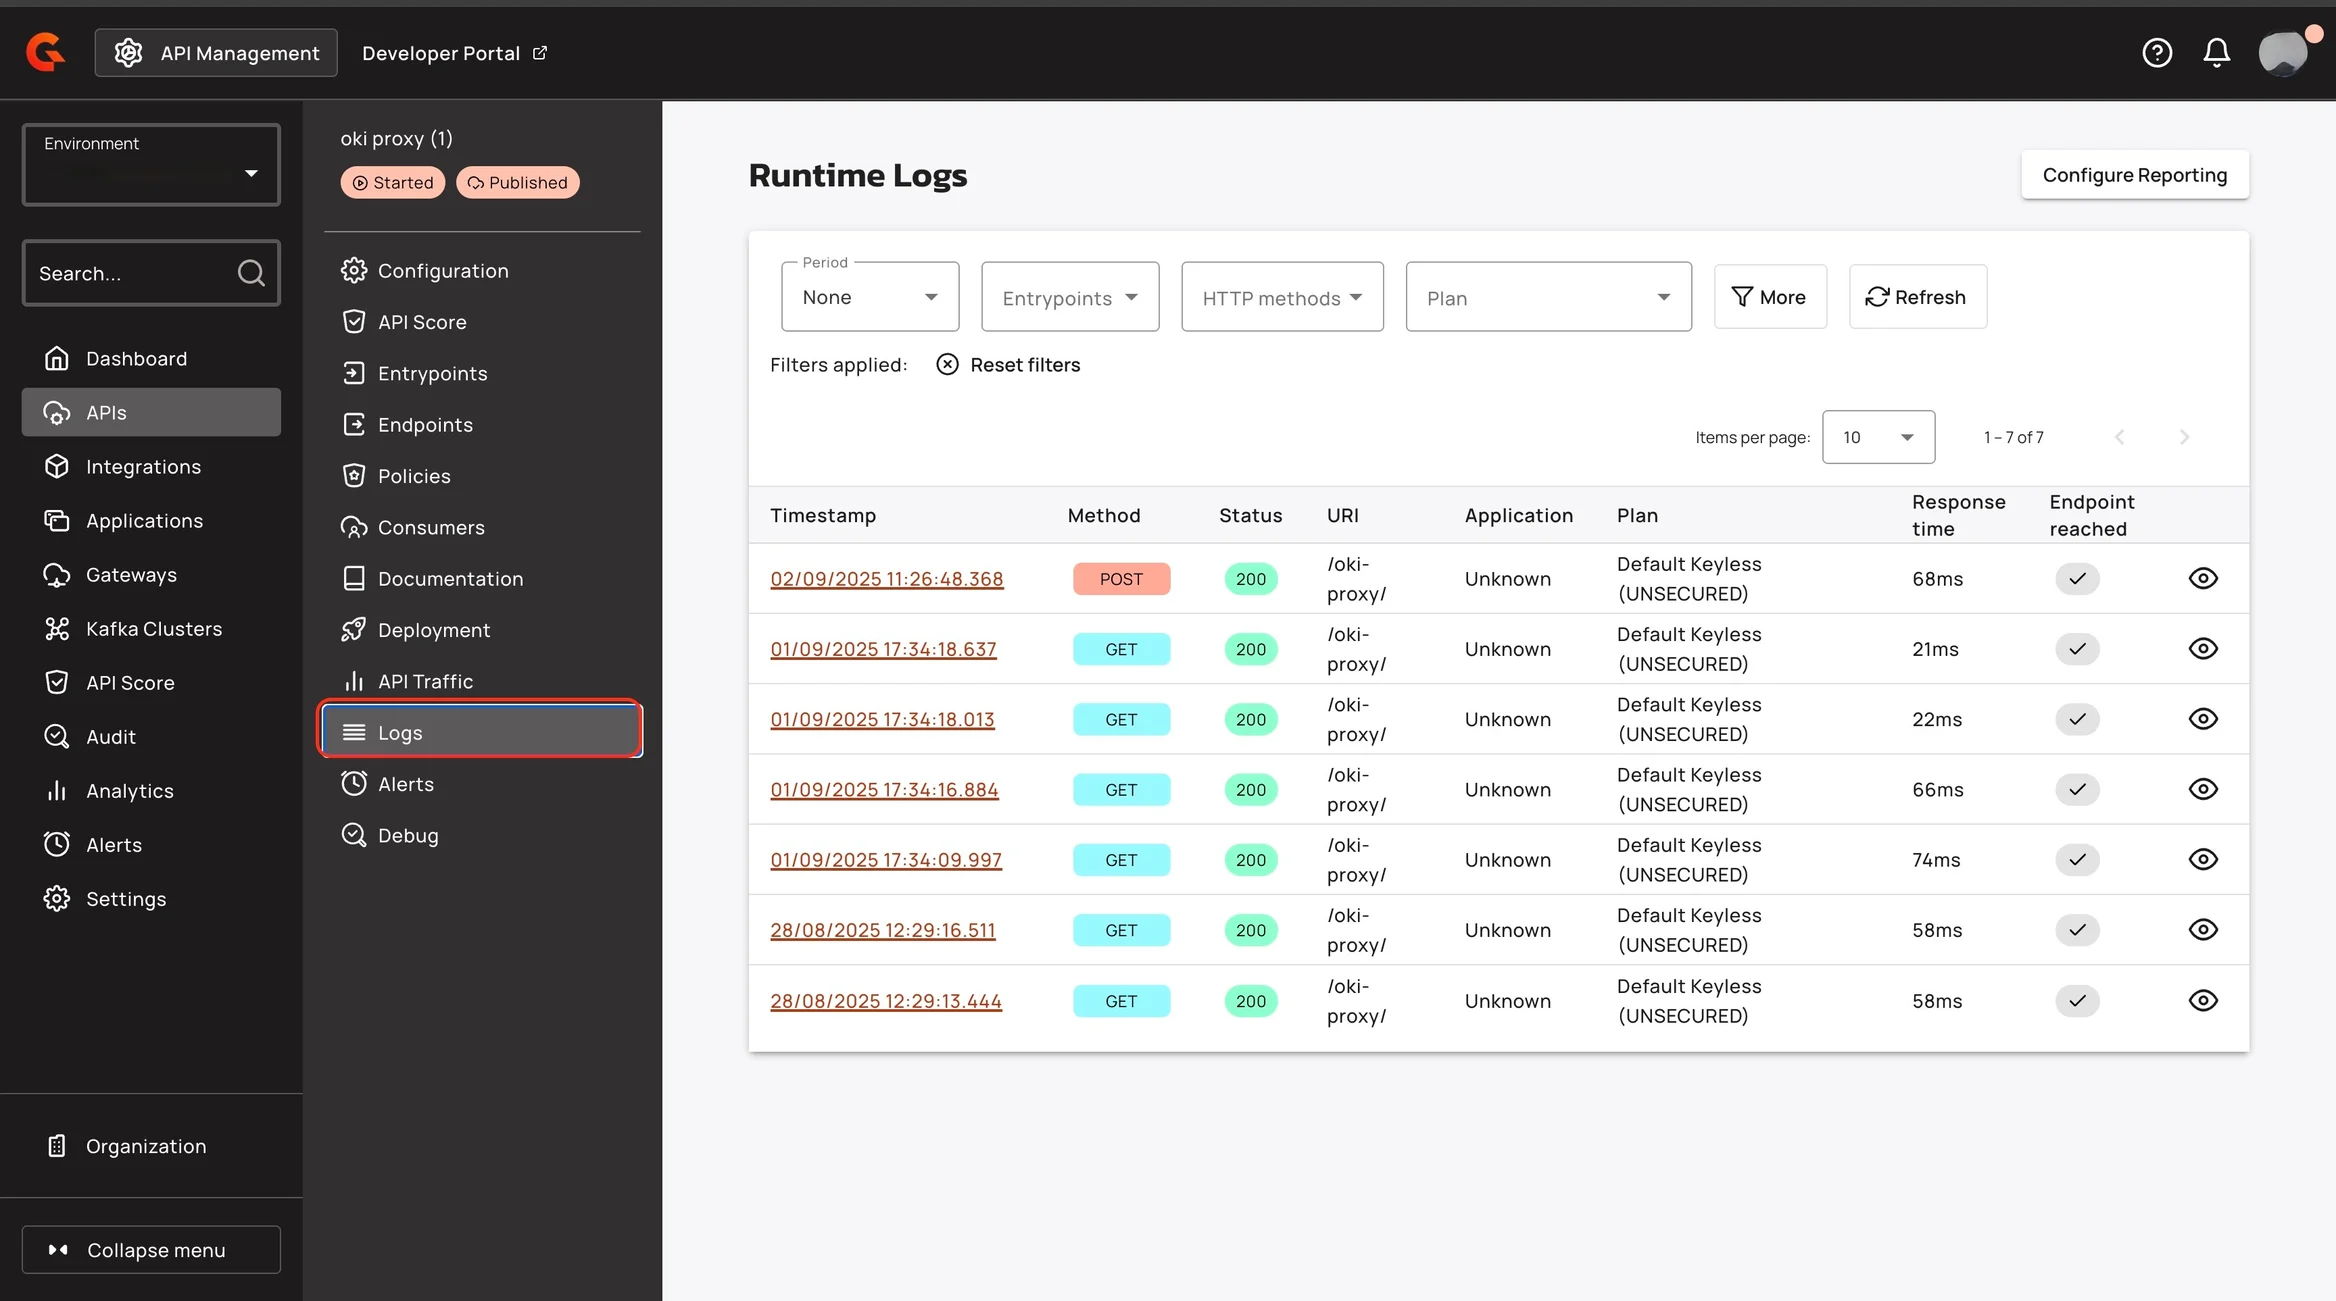 API Management
Developer Portal
Environment
Search...
Dashboard
APIs
Integrations
Applications
Gateways
Kafka Clusters
API Score
Audit
Analytics
Alerts
Settings
Organization
Collapse menu
oki proxy (1)
Started
Published
Configuration
API Score
Entrypoints
Endpoints
Policies
Consumers
Documentation
Deployment
API Traffic
Logs
Alerts
Debug
Runtime Logs
Configure Reporting
Period
None
Entrypoints
HTTP methods
Plan
More
Refresh
Filters applied:
Reset filters
Items per page:
10
1 – 7 of 7
Timestamp Method Status URI Application Plan Response time Endpoint reached
02/09/2025 11:26:48.368 POST 200 /oki-proxy/ Unknown Default Keyless (UNSECURED) 68ms
01/09/2025 17:34:18.637 GET 200 /oki-proxy/ Unknown Default Keyless (UNSECURED) 21ms
01/09/2025 17:34:18.013 GET 200 /oki-proxy/ Unknown Default Keyless (UNSECURED) 22ms
01/09/2025 17:34:16.884 GET 200 /oki-proxy/ Unknown Default Keyless (UNSECURED) 66ms
01/09/2025 17:34:09.997 GET 200 /oki-proxy/ Unknown Default Keyless (UNSECURED) 74ms
28/08/2025 12:29:16.511 GET 200 /oki-proxy/ Unknown Default Keyless (UNSECURED) 58ms
28/08/2025 12:29:13.444 GET 200 /oki-proxy/ Unknown Default Keyless (UNSECURED) 58ms